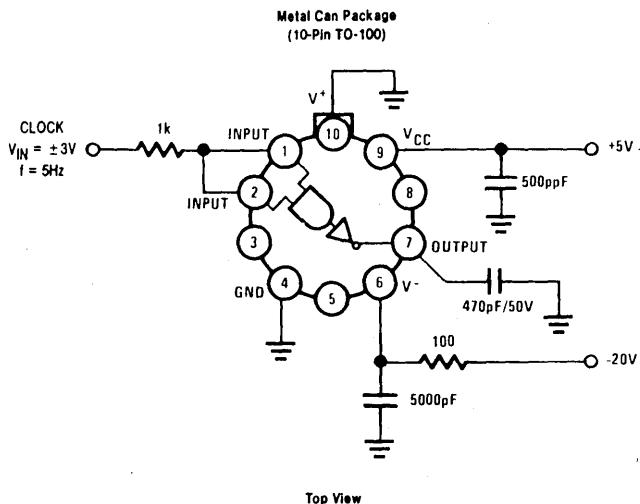 Metal Can Package
(10-Pin TO-100)
V+
CLOCK
VIN = ±3V
f = 5Hz
1k
INPUT
INPUT
1
2
3
4
5
6
7
8
9
10
VCC
+5V
500ppF
OUTPUT
GND
V-
470pF/50V
100
-20V
5000pF
Top View